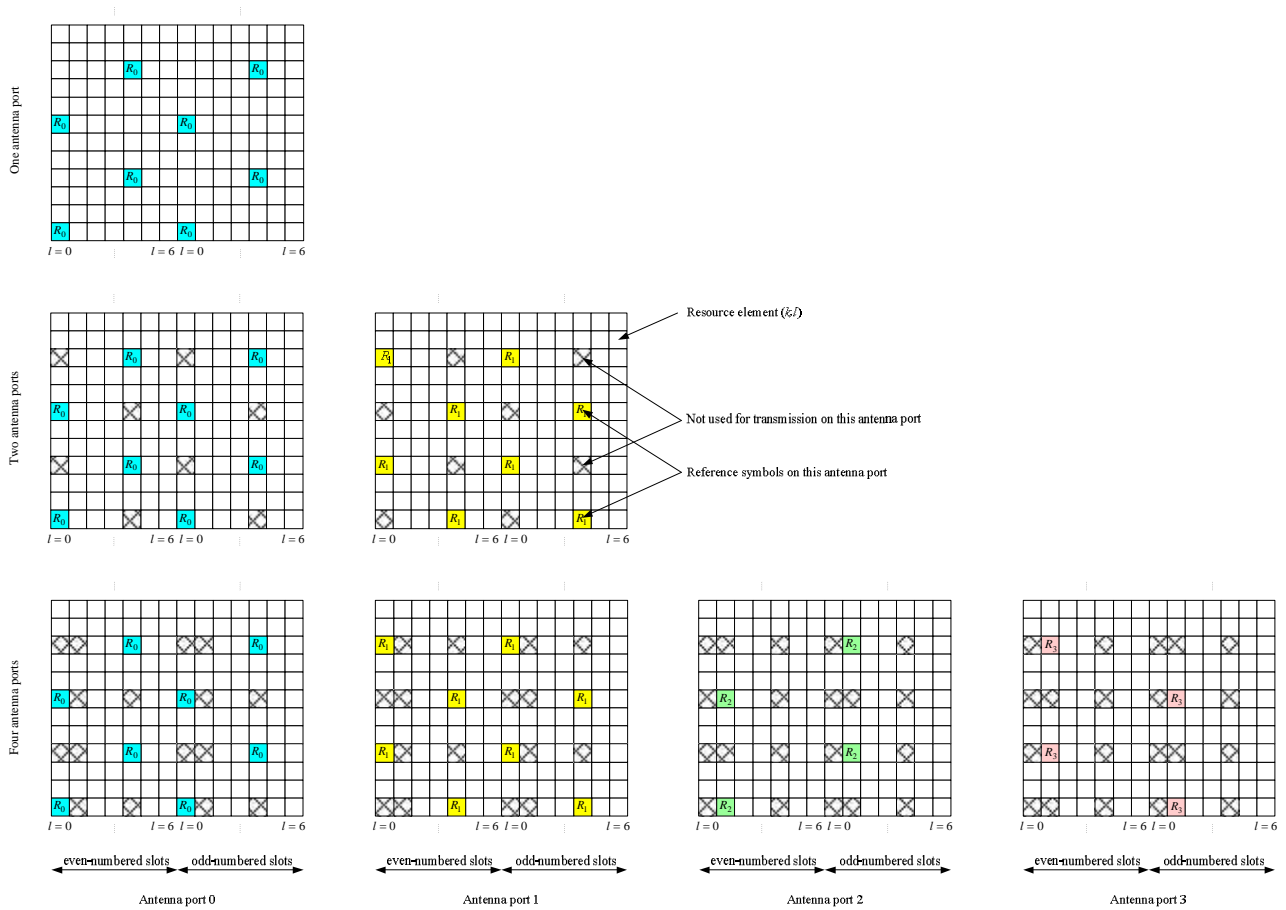 One antenna port
R0 R0
R0 R0
R0 R0
R0 R0
l = 0 l = 6 l = 0 l = 6
Two antenna ports
R0 R0
R0 R0
R0 R0
R0 R0
l = 0 l = 6 l = 0 l = 6
R1 R1
R1 R1
R1 R1
R1 R1
l = 0 l = 6 l = 0 l = 6
Resource element (k,l)
Not used for transmission on this antenna port
Reference symbols on this antenna port
Four antenna ports
R0 R0
R0 R0
R0 R0
R0 R0
l = 0 l = 6 l = 0 l = 6
R1 R1
R1 R1
R1 R1
R1 R1
l = 0 l = 6 l = 0 l = 6
R2
R2
R2
R2
l = 0 l = 6 l = 0 l = 6
R3
R3
R3
R3
l = 0 l = 6 l = 0 l = 6
even-numbered slots odd-numbered slots
Antenna port 0
even-numbered slots odd-numbered slots
Antenna port 1
even-numbered slots odd-numbered slots
Antenna port 2
even-numbered slots odd-numbered slots
Antenna port 3